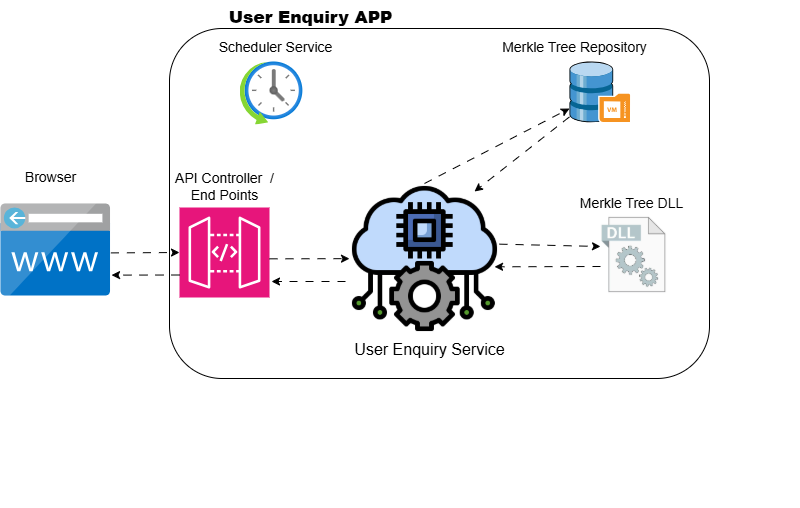 User Enquiry APP
Scheduler Service
Merkle Tree Repository
VM
Browser
API Controller /
End Points
Merkle Tree DLL
WWW
</>
DLL
User Enquiry Service